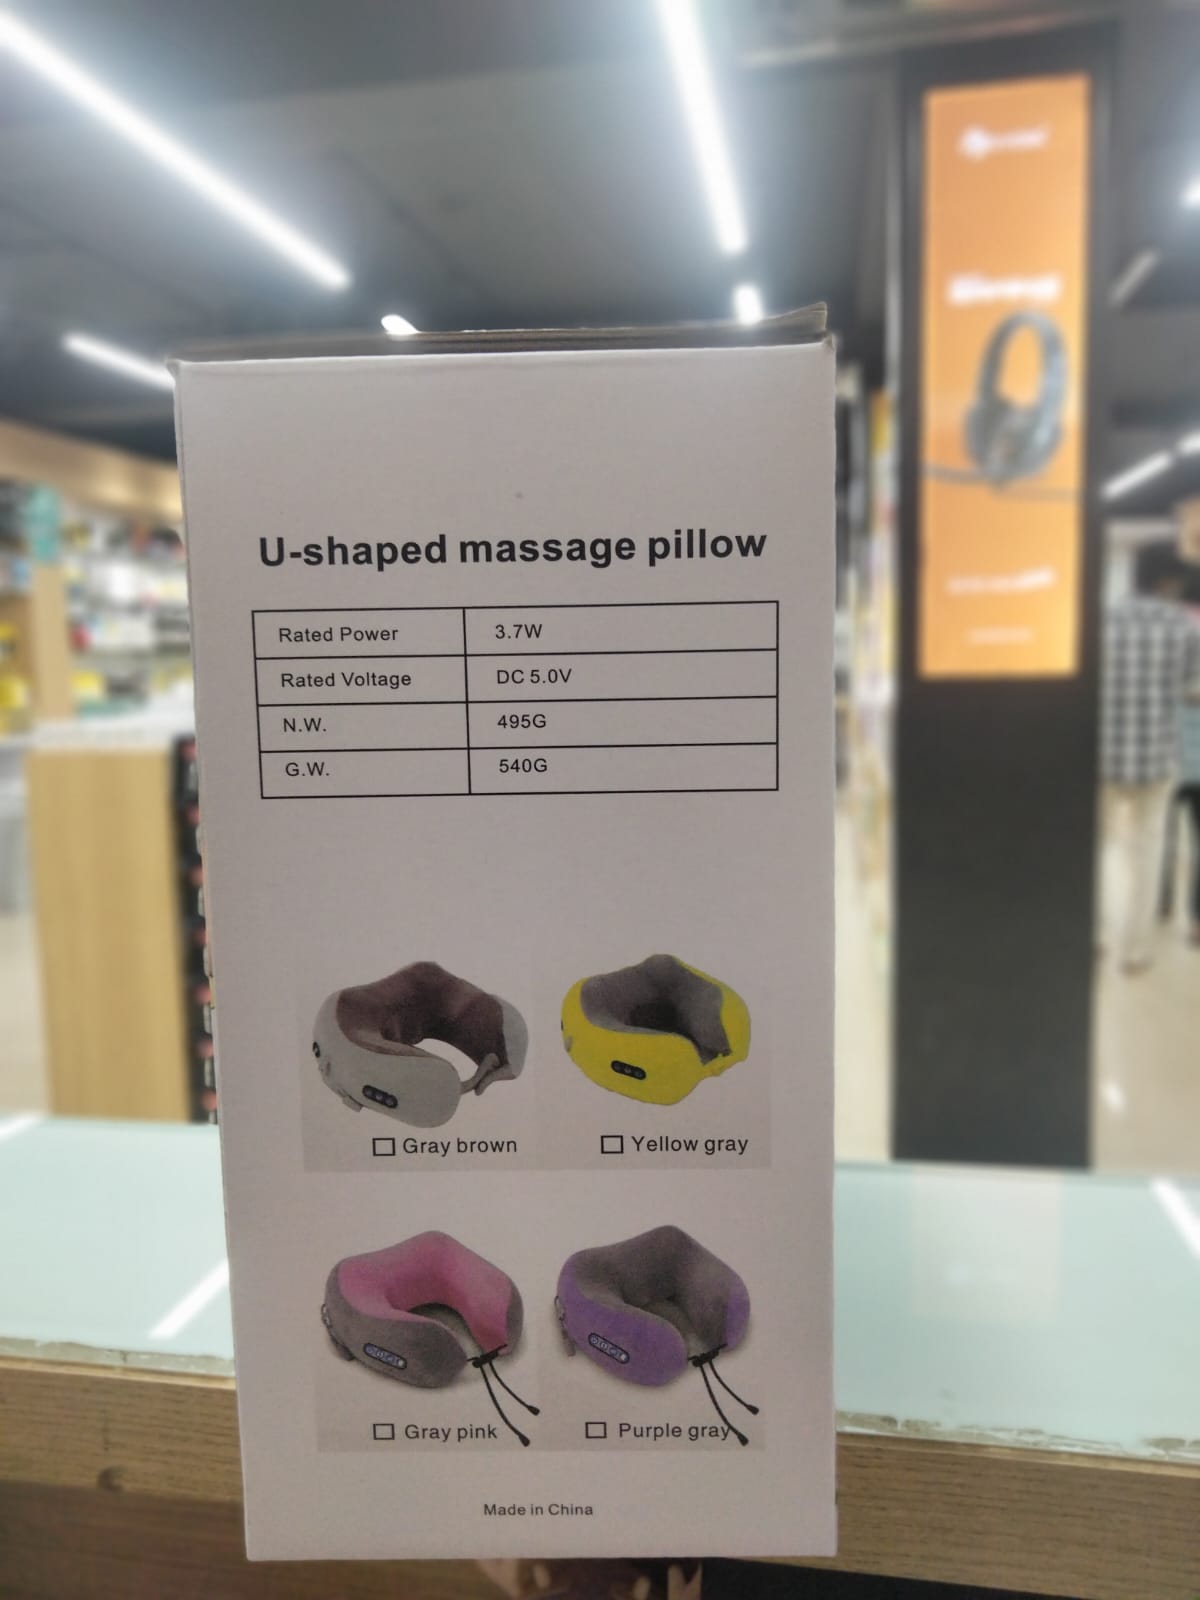 U-shaped massage pillow
Rated Power 3.7W
Rated Voltage DC 5.0V
N.W. 495G
G.W. 540G
Gray brown
Yellow gray
Gray pink
Purple gray
Made in China